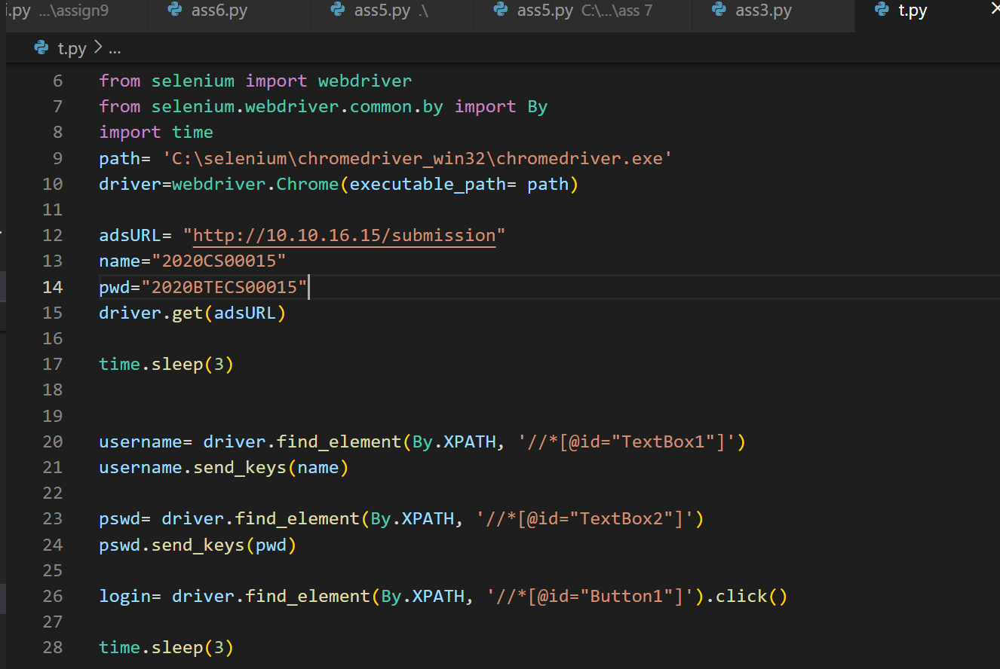 i.py ...\assign9 ass6.py ass5.py .\ ass5.py C:\...\ass 7 ass3.py t.py
t.py > ...
6 from selenium import webdriver
7 from selenium.webdriver.common.by import By
8 import time
9 path= 'C:\selenium\chromedriver_win32\chromedriver.exe'
10 driver=webdriver.Chrome(executable_path= path)
11
12 adsURL= "http://10.10.16.15/submission"
13 name="2020CS00015"
14 pwd="2020BTECS00015"
15 driver.get(adsURL)
16
17 time.sleep(3)
18
19
20 username= driver.find_element(By.XPATH, '//*[@id="TextBox1"]')
21 username.send_keys(name)
22
23 pswd= driver.find_element(By.XPATH, '//*[@id="TextBox2"]')
24 pswd.send_keys(pwd)
25
26 login= driver.find_element(By.XPATH, '//*[@id="Button1"]').click()
27
28 time.sleep(3)